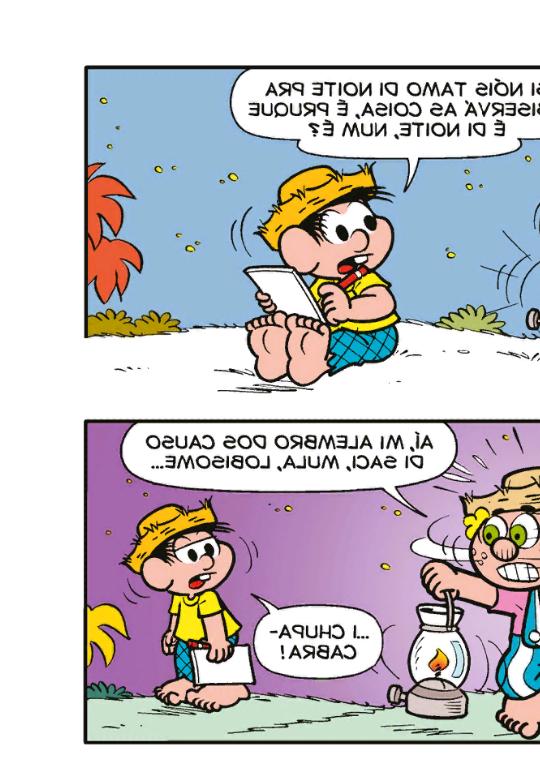 SI NÓIS TAMO DI NOITE PRA
BISERVÁ AS COISA, É PRUQUE
É DI NOITE, NUM É?
AÍ, MI ALEMBRO DOS CAUSO
DI SACI, MULA, LOBISOME...
...I CHUPA-
CABRA!